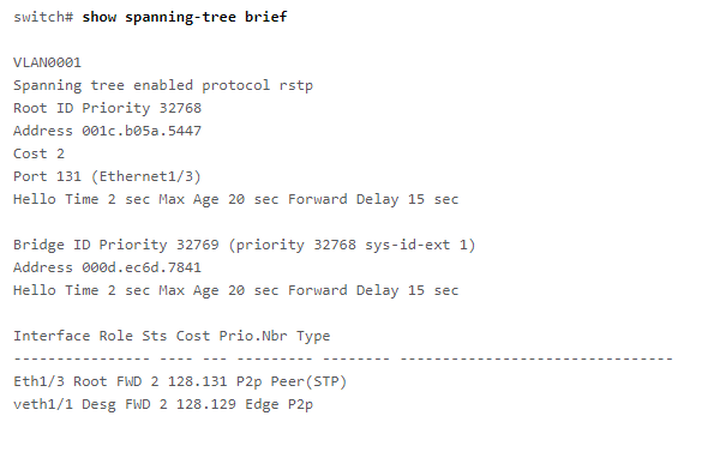 switch# show spanning-tree brief
VLAN0001
Spanning tree enabled protocol rstp
Root ID Priority 32768
Address 001c.b05a.5447
Cost 2
Port 131 (Ethernet1/3)
Hello Time 2 sec Max Age 20 sec Forward Delay 15 sec
Bridge ID Priority 32769 (priority 32768 sys-id-ext 1)
Address 000d.ec6d.7841
Hello Time 2 sec Max Age 20 sec Forward Delay 15 sec
Interface Role Sts Cost Prio.Nbr Type
---------------- ---- --- --------- -------- --------------------------------
Eth1/3 Root FWD 2 128.131 P2p Peer(STP)
veth1/1 Desg FWD 2 128.129 Edge P2p